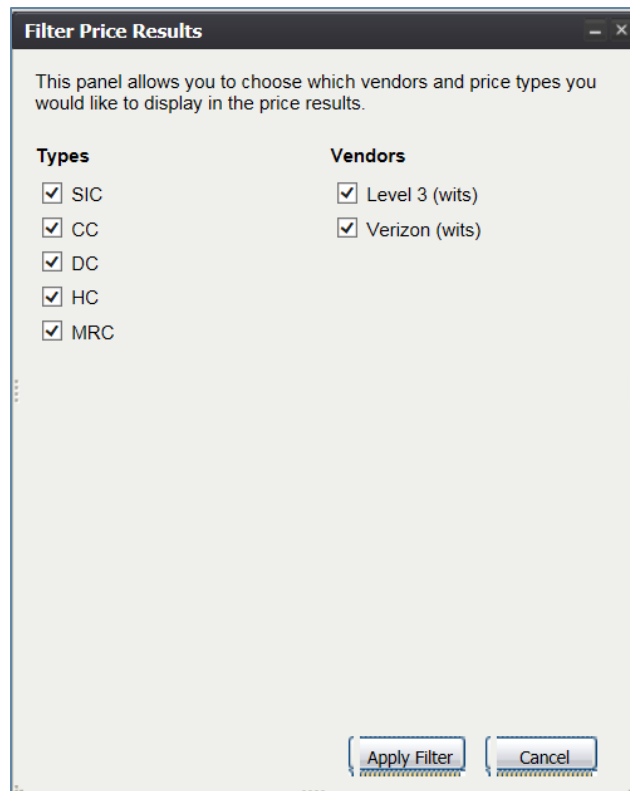 Filter Price Results
This panel allows you to choose which vendors and price types you
would like to display in the price results.
Types
SIC
CC
DC
HC
MRC
Vendors
Level 3 (wits)
Verizon (wits)
Apply Filter
Cancel